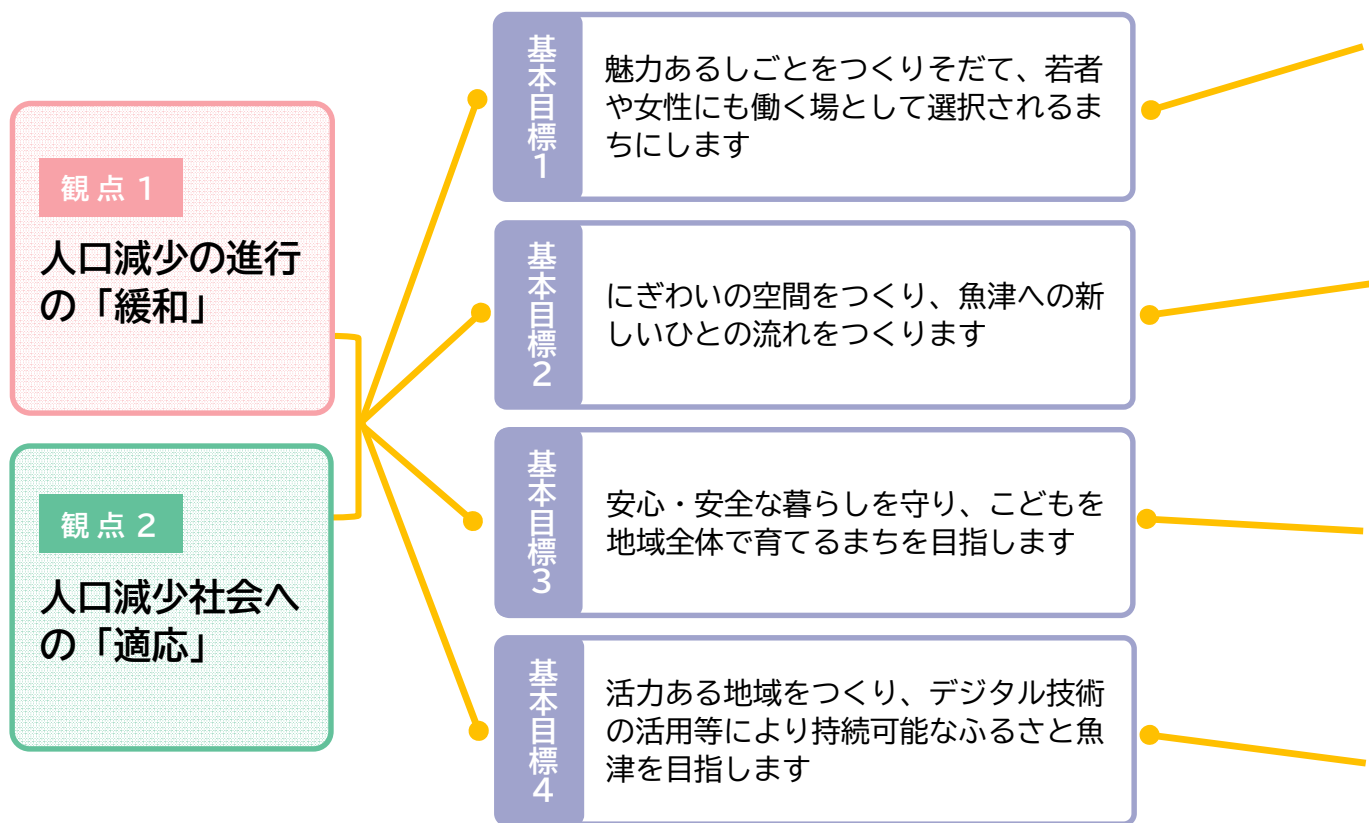 観点1
人口減少の進行
の「緩和」
観点2
人口減少社会へ
の「適応」
基本目標1
魅力あるしごとをつくりそだて、若者
や女性にも働く場として選択されるま
ちにします
基本目標2
にぎわいの空間をつくり、魚津への新
しいひとの流れをつくります
基本目標3
安心・安全な暮らしを守り、こどもを
地域全体で育てるまちを目指します
基本目標4
活力ある地域をつくり、デジタル技術
の活用等により持続可能なふるさと魚
津を目指します